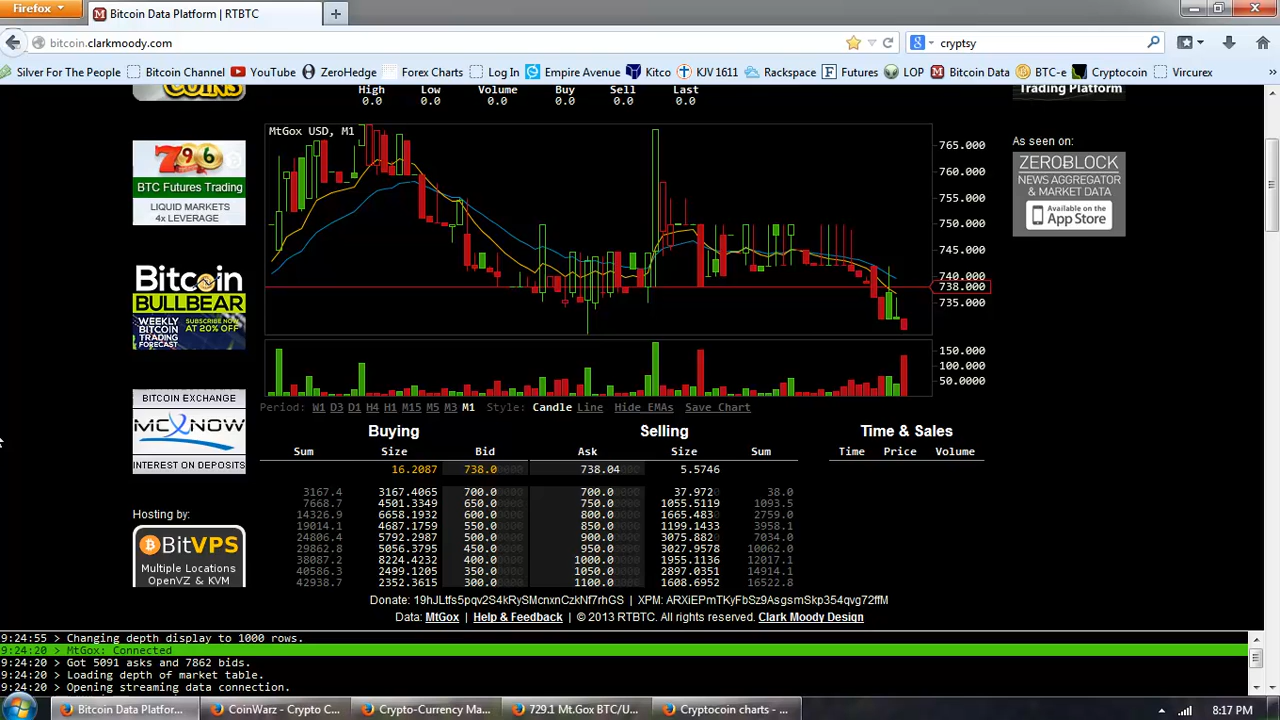 Firefox
Bitcoin Data Platform | RTBTC
bitcoin.clarkmoody.com
cryptsy
Silver For The People
Bitcoin Channel
YouTube
ZeroHedge
Forex Charts
Log In
Empire Avenue
Kitco
KJV 1611
Rackspace
Futures
LOP
Bitcoin Data
BTC-e
Cryptocoin
Vircurex
»
COINS
High Low Volume Buy Sell Last
0.0 0.0 0.0 0.0 0.0 0.0
Trading Platform
MtGox USD, M1
765.000
760.000
755.000
750.000
745.000
740.000
738.000
735.000
150.000
100.000
50.0000
As seen on:
ZEROBLOCK
NEWS AGGREGATOR
& MARKET DATA
Available on the
App Store
796
BTC Futures Trading
LIQUID MARKETS
4x LEVERAGE
Bitcoin
BULLBEAR
WEEKLY
BITCOIN
TRADING
FORECAST
SUBSCRIBE NOW
AT 20% OFF
BITCOIN EXCHANGE
MCXNOW
INTEREST ON DEPOSITS
Hosting by:
BitVPS
Multiple Locations
OpenVZ & KVM
Period: W1 D3 D1 H4 H1 M15 M5 M3 M1 Style: Candle Line Hide EMAs Save Chart
Buying Selling Time & Sales
Sum Size Bid Ask Size Sum Time Price Volume
16.2087 738.0 738.04 5.5746
3167.4 3167.4065 700.0 700.0 37.972 38.0
7668.7 4501.3349 650.0 750.0 1055.5119 1093.5
14326.9 6658.1932 600.0 800.0 1665.483 2759.0
19014.1 4687.1759 550.0 850.0 1199.1433 3958.1
24806.4 5792.2987 500.0 900.0 3075.882 7034.0
29862.8 5056.3795 450.0 950.0 3027.9578 10062.0
38087.2 8224.4232 400.0 1000.0 1955.1136 12017.1
40586.3 2499.1205 350.0 1050.0 2897.0351 14914.1
42938.7 2352.3615 300.0 1100.0 1608.6952 16522.8
Data: MtGox | Help & Feedback | © 2013 RTBTC. All rights reserved. Clark Moody Design
9:24:55 > Changing depth display to 1000 rows.
9:24:20 > MtGox: Connected
9:24:20 > Got 5091 asks and 7862 bids.
9:24:20 > Loading depth of market table.
9:24:20 > Opening streaming data connection.
Bitcoin Data Platfor...
CoinWarz - Crypto C...
Crypto-Currency Ma...
729.1 Mt.Gox BTC/U...
Cryptocoin charts - ...
8:17 PM